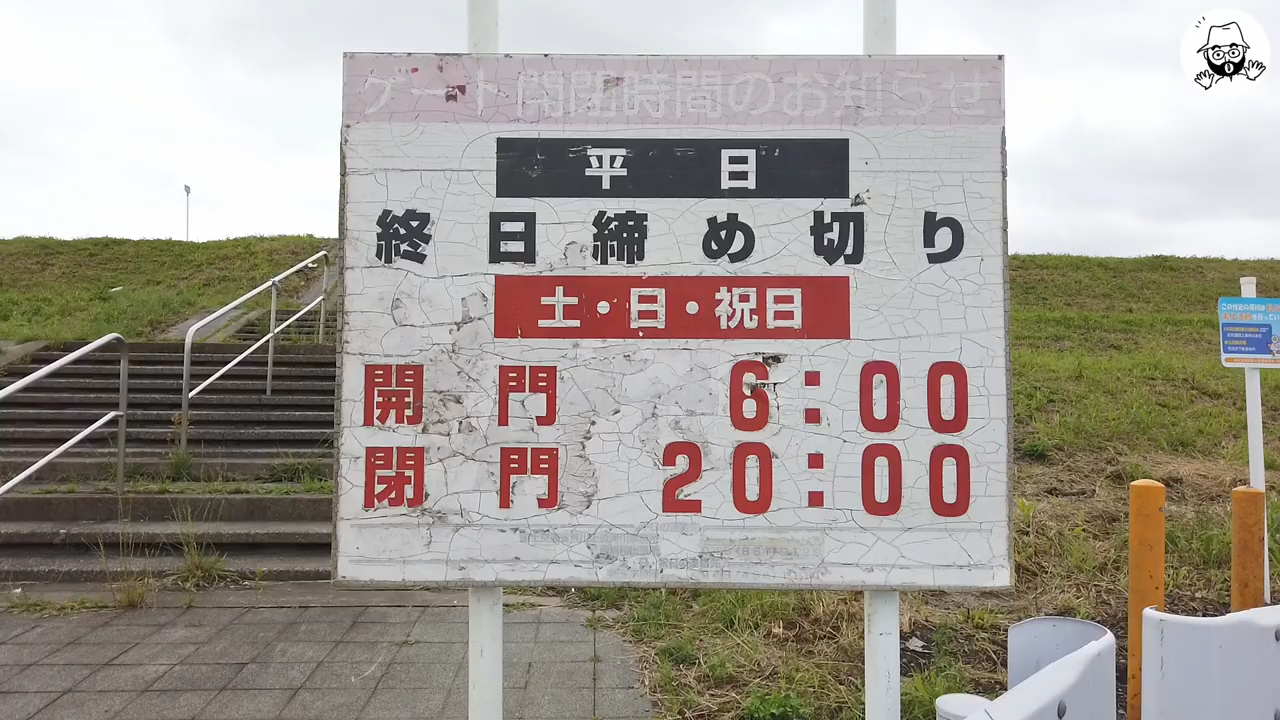 ゲート開閉時間のお知らせ
平日
終日締め切り
土・日・祝日
開門 6:00
閉門 20:00